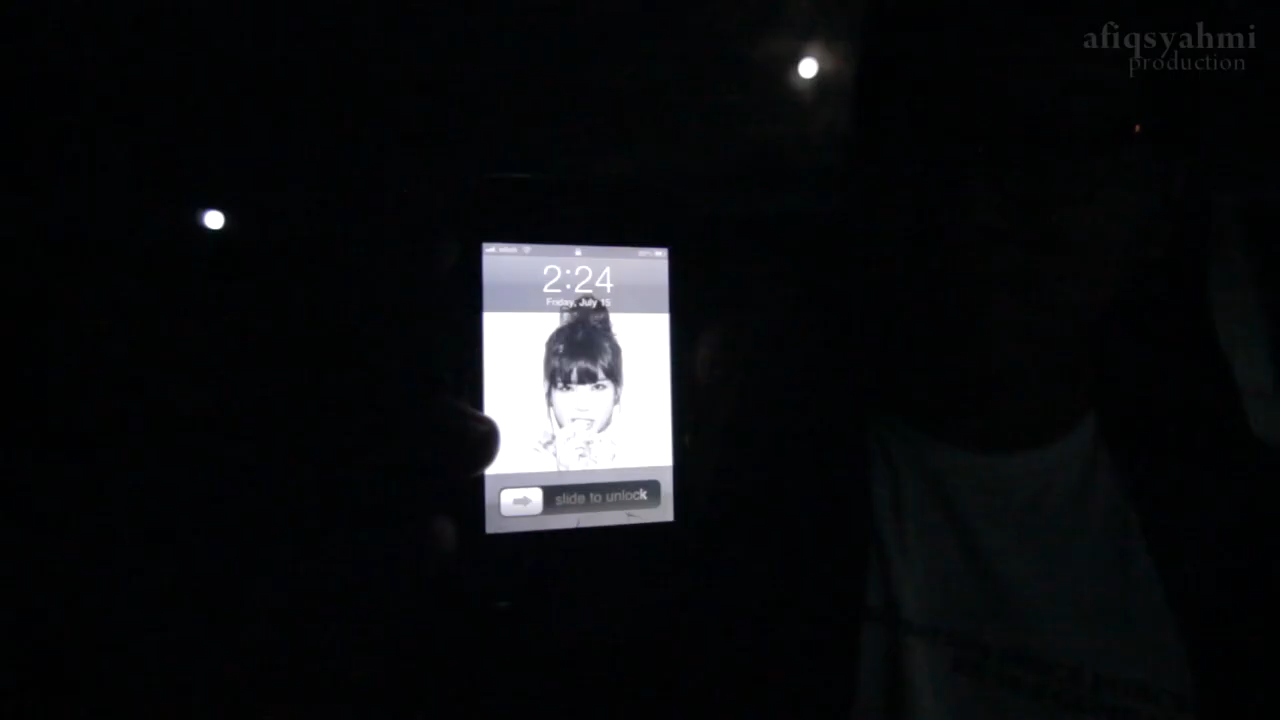 afiqsyahmi
production
2:24
Friday, July 15
slide to unlock